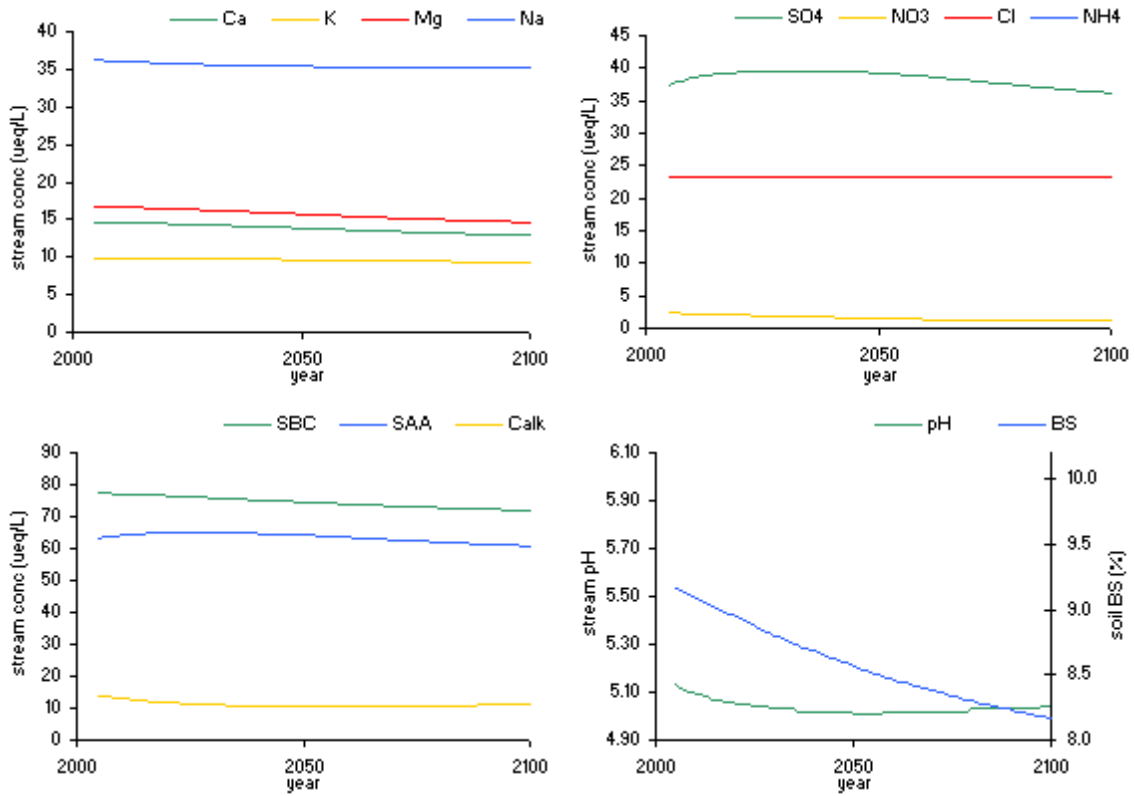 Ca K Mg Na
40
35
30
25
20
15
10
5
0
stream conc (ueq/L)
2000 2050 2100
year
SO4 NO3 Cl NH4
45
40
35
30
25
20
15
10
5
0
stream conc (ueq/L)
2000 2050 2100
year
SBC SAA Calk
90
80
70
60
50
40
30
20
10
0
stream conc (ueq/L)
2000 2050 2100
year
pH BS
6.10
5.90
5.70
5.50
5.30
5.10
4.90
stream pH
10.0
9.5
9.0
8.5
8.0
soil BS (%)
2000 2050 2100
year